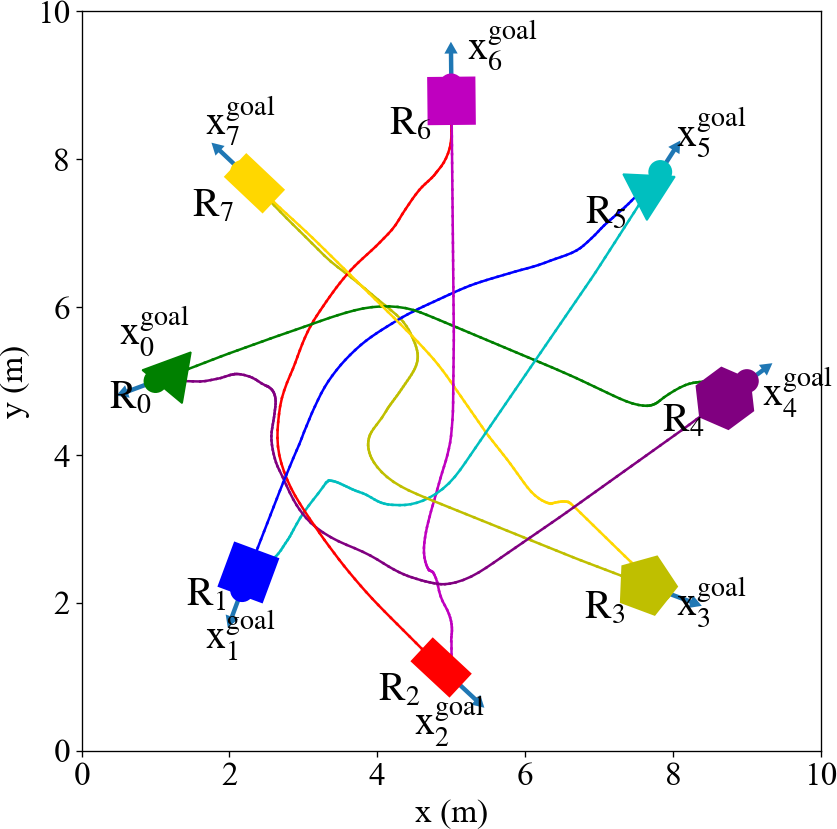 10
8
6
4
2
0
0
2
4
6
8
10
y (m)
x (m)
x_6^goal
R_6
x_7^goal
R_7
x_5^goal
R_5
x_0^goal
R_0
x_4^goal
R_4
R_1
x_1^goal
R_3
x_3^goal
R_2
x_2^goal